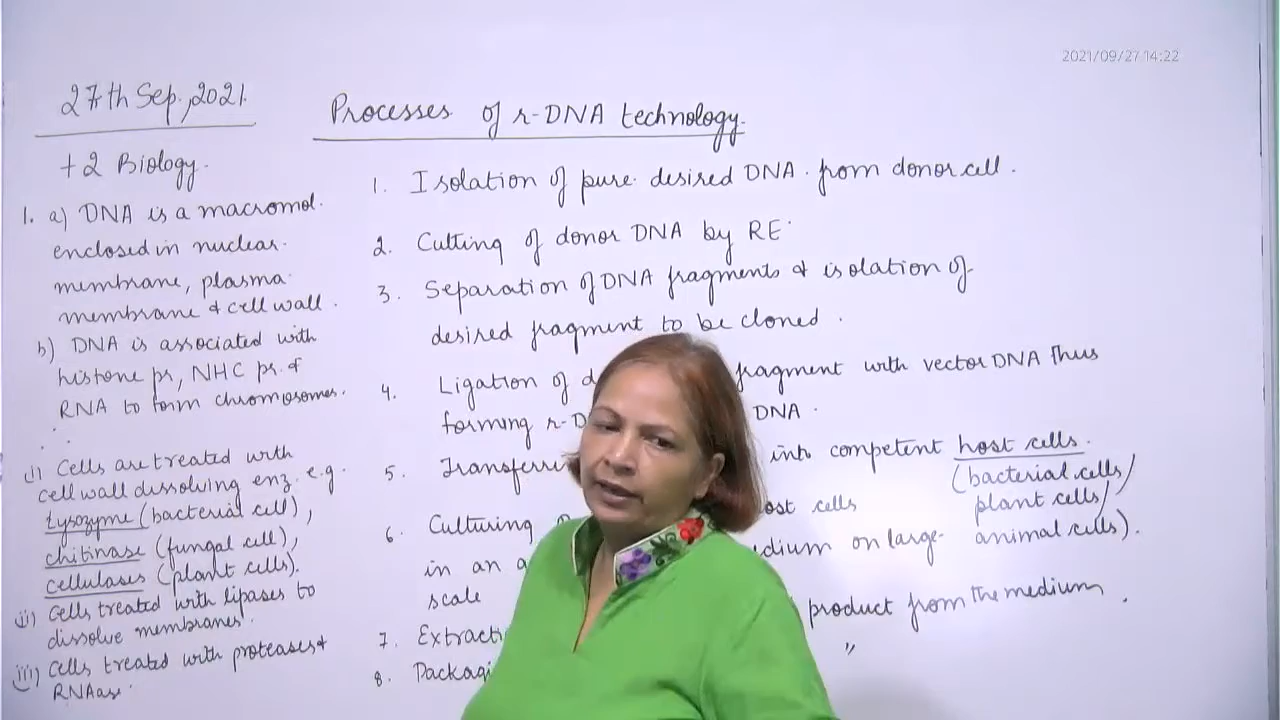 2021/09/27 14:22
27th Sep, 2021.
Processes of r-DNA technology.
+2 Biology.
1. a) DNA is a macromol.
enclosed in nuclear
membrane, plasma
membrane & cell wall.
b) DNA is associated with
histone pr, NHC pr. &
RNA to form chromosomes.
i) Cells are treated with
cell wall dissolving enz. e.g.
Lysozyme (bacterial cell),
chitinase (fungal cell),
cellulases (plant cells).
ii) Cells treated with lipases to
dissolve membranes.
iii) Cells treated with proteases &
RNAase.
1. Isolation of pure desired DNA from donor cell.
2. Cutting of donor DNA by RE.
3. Separation of DNA fragments & isolation of
desired fragment to be cloned.
4. Ligation of d fragment with vector DNA thus
forming r-D DNA.
5. Transferri into competent host cells.
(bacterial cells/
plant cells/
animal cells).
6. Culturing ost cells
in an a dium on large-
scale
7. Extracti product from the medium.
8. Packagi "